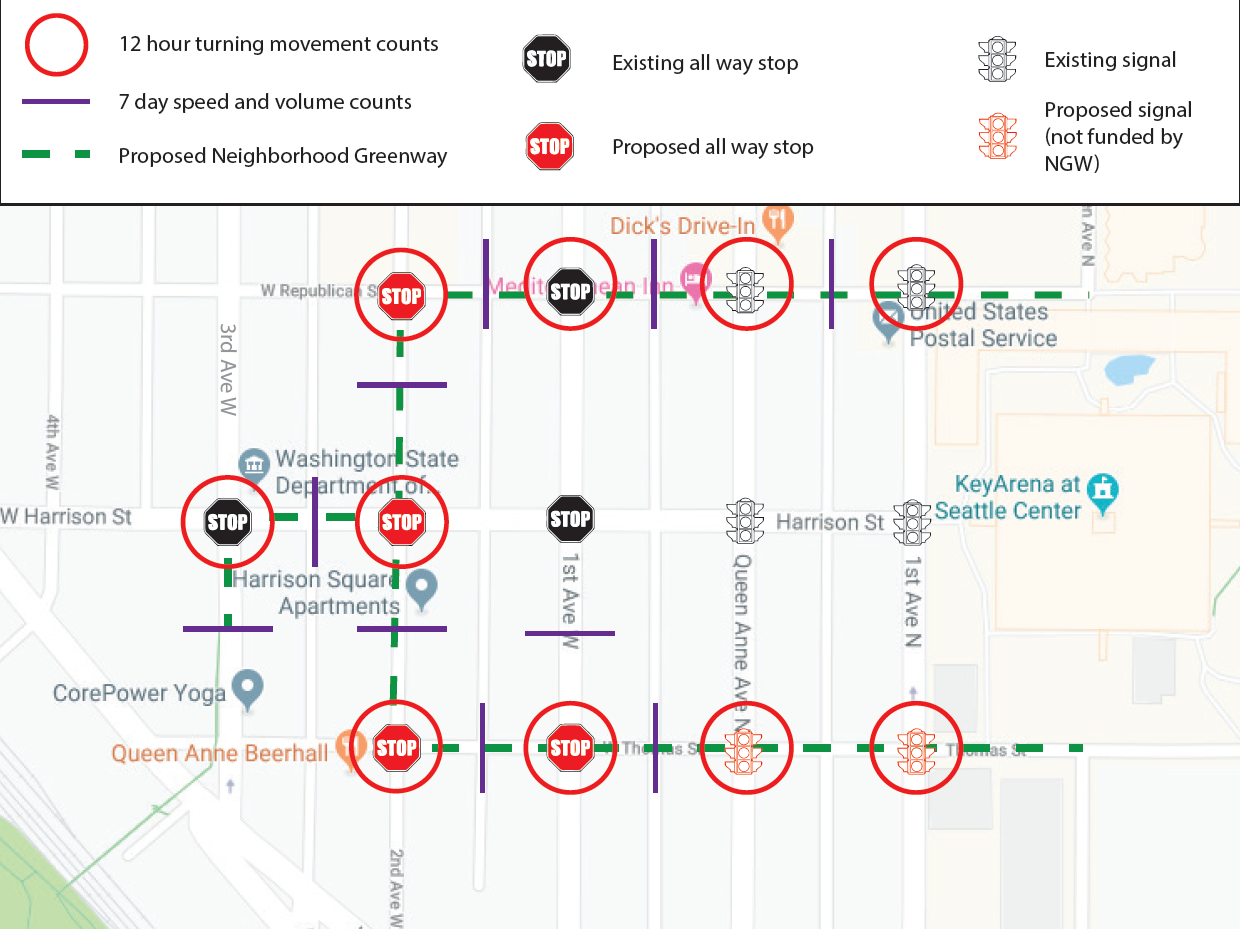 12 hour turning movement counts
7 day speed and volume counts
Proposed Neighborhood Greenway
STOP
Existing all way stop
STOP
Proposed all way stop
Existing signal
Proposed signal
(not funded by
NGW)
Dick's Drive-In
en Ave N
W Republican S
STOP
STOP
United States
Postal Service
3rd Ave W
4th Ave W
Washington State
Department of...
KeyArena at
Seattle Center
W Harrison St
STOP
STOP
STOP
Harrison St
Harrison Square
Apartments
1st Ave W
Queen Anne Ave N
1st Ave N
CorePower Yoga
Queen Anne Beerhall
STOP
STOP
W Thomas S
Thomas St
2nd Ave W